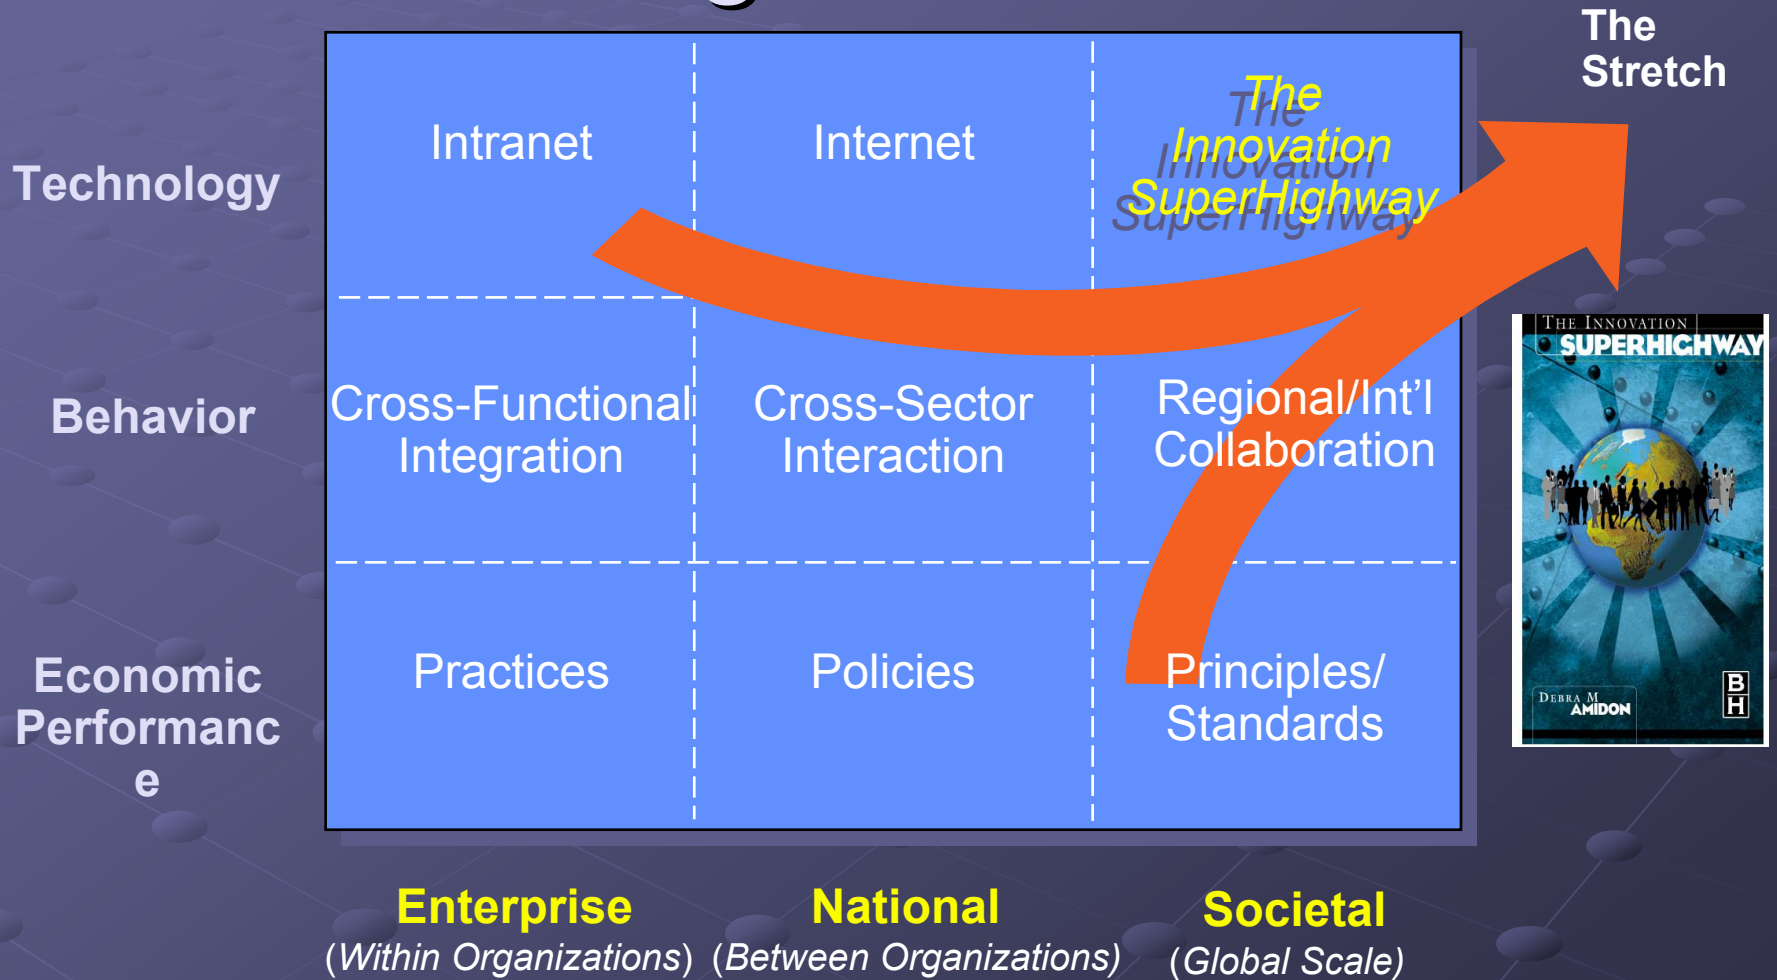 The
Stretch
Technology
Intranet
Internet
The
Innovation
SuperHighway
Behavior
Cross-Functional
Integration
Cross-Sector
Interaction
Regional/Int'l
Collaboration
Economic
Performanc
e
Practices
Policies
Principles/
Standards
THE INNOVATION
SUPERHIGHWAY
DEBRA M
AMIDON
B
H
Enterprise
(Within Organizations)
National
(Between Organizations)
Societal
(Global Scale)